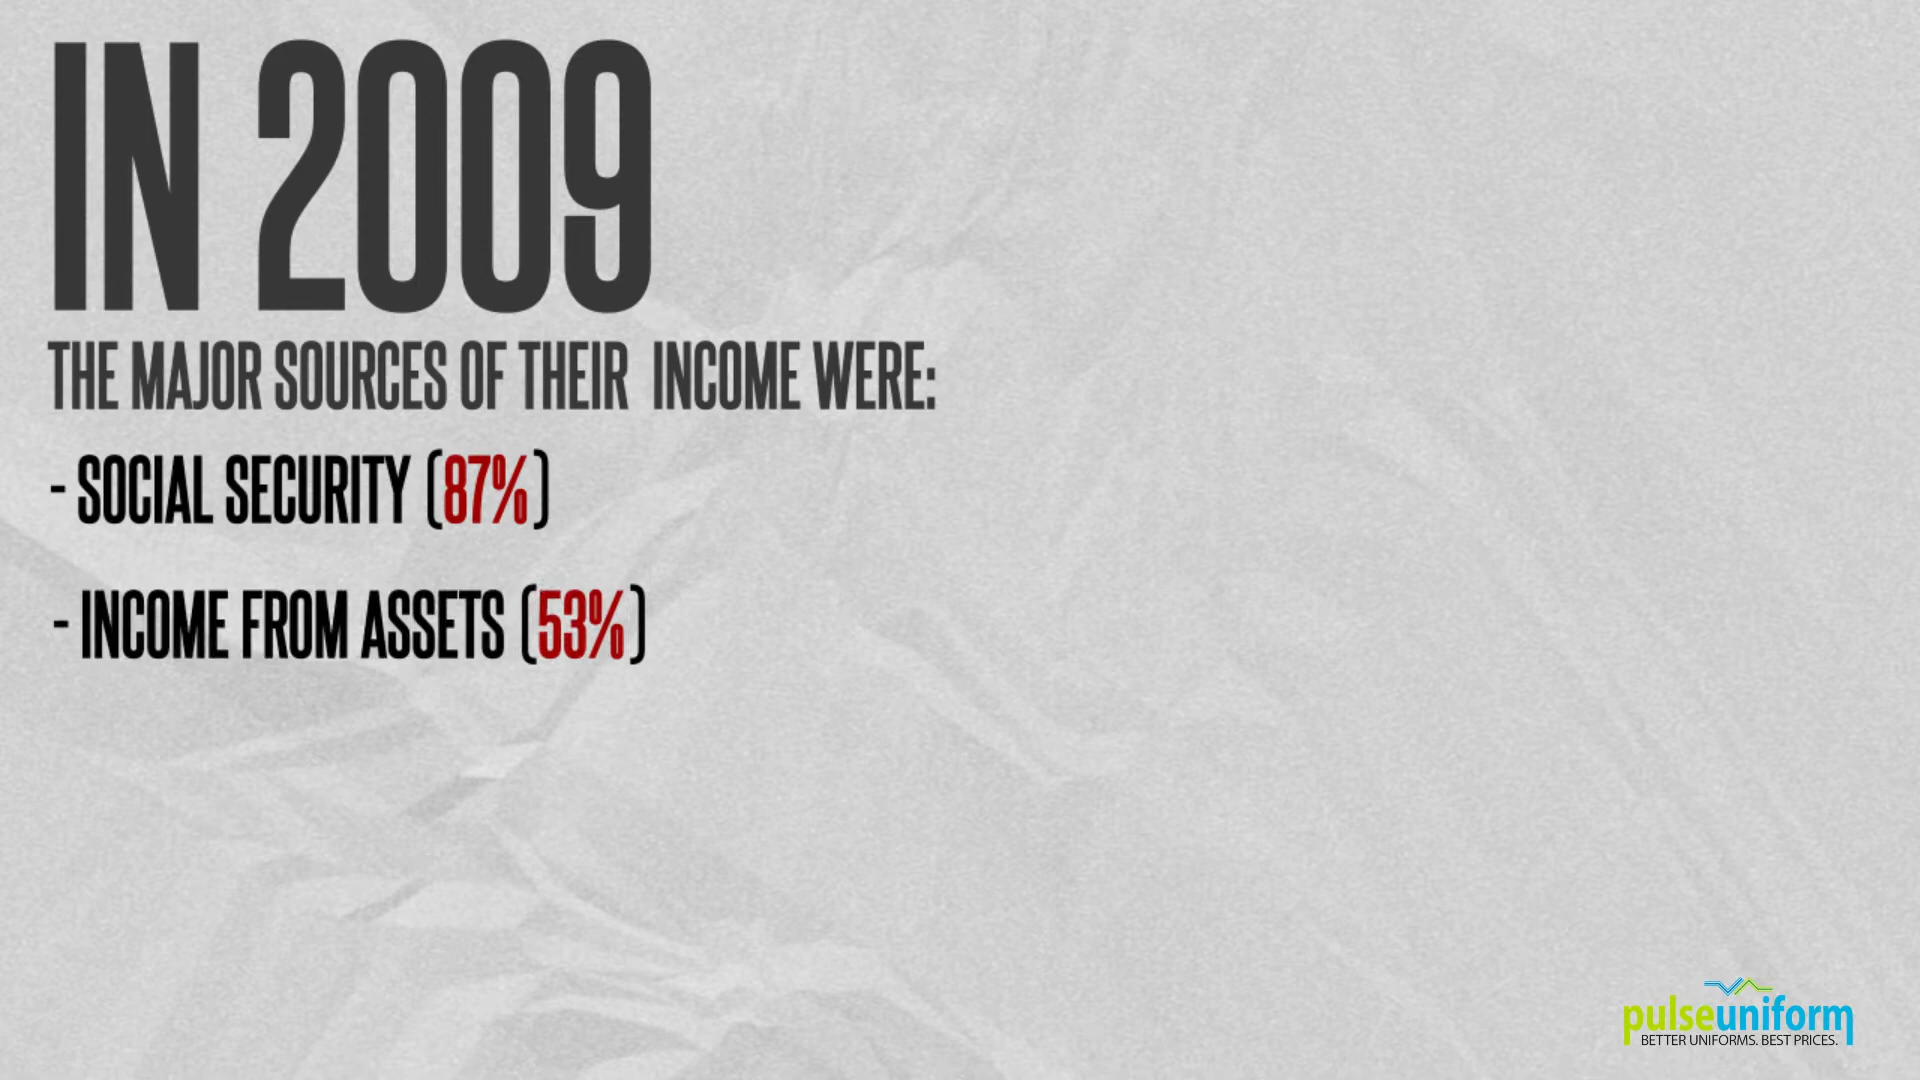 IN 2009
THE MAJOR SOURCES OF THEIR INCOME WERE:
- SOCIAL SECURITY (87%)
- INCOME FROM ASSETS (53%)
pulseuniform
BETTER UNIFORMS. BEST PRICES.